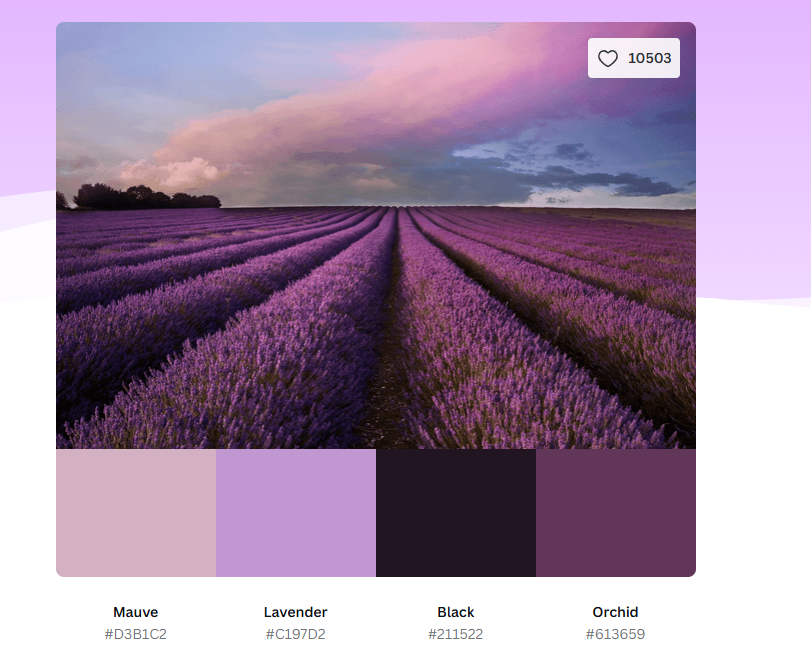 10503
Mauve Lavender Black Orchid
#D3B1C2 #C197D2 #211522 #613659